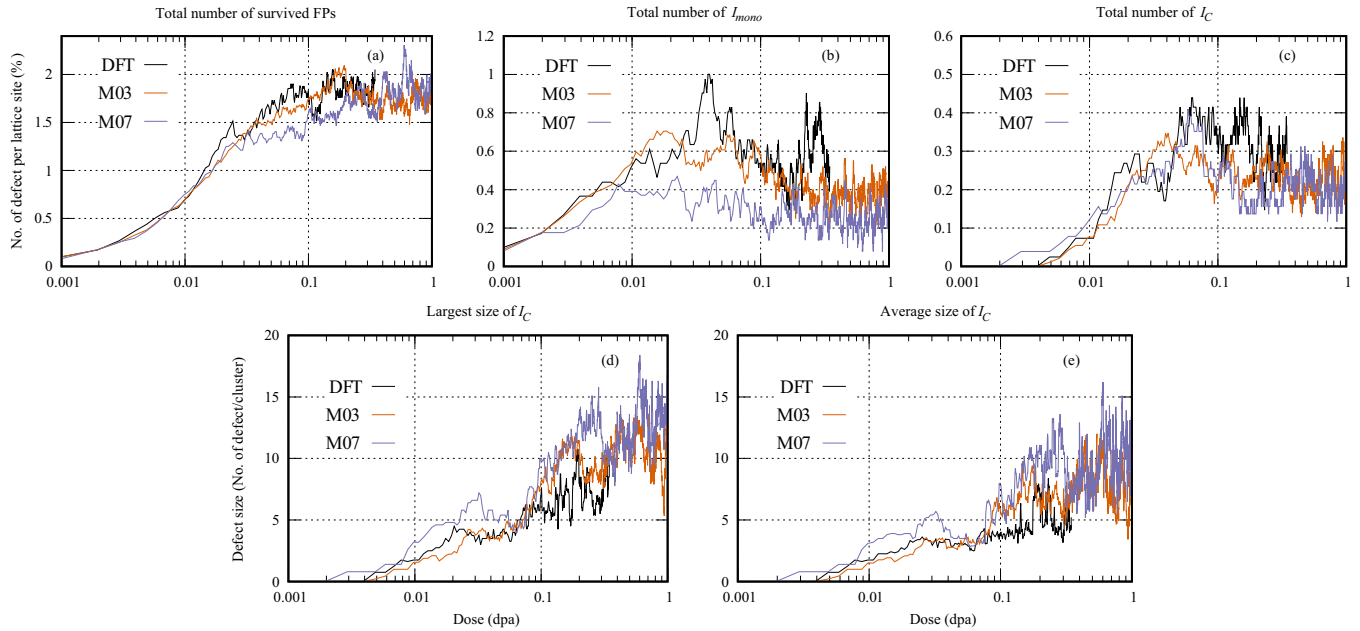 Total number of survived FPs
Total number of I_mono
Total number of I_C
No. of defect per lattice site (%)
2.5
2
1.5
1
0.5
0
DFT
M03
M07
(a)
0.001
0.01
0.1
1
1.2
1
0.8
0.6
0.4
0.2
0
DFT
M03
M07
(b)
0.001
0.01
0.1
1
0.6
0.5
0.4
0.3
0.2
0.1
0
DFT
M03
M07
(c)
0.001
0.01
0.1
1
Largest size of I_C
Average size of I_C
Defect size (No. of defect/cluster)
20
15
10
5
0
DFT
M03
M07
(d)
0.001
0.01
0.1
1
Dose (dpa)
20
15
10
5
0
DFT
M03
M07
(e)
0.001
0.01
0.1
1
Dose (dpa)